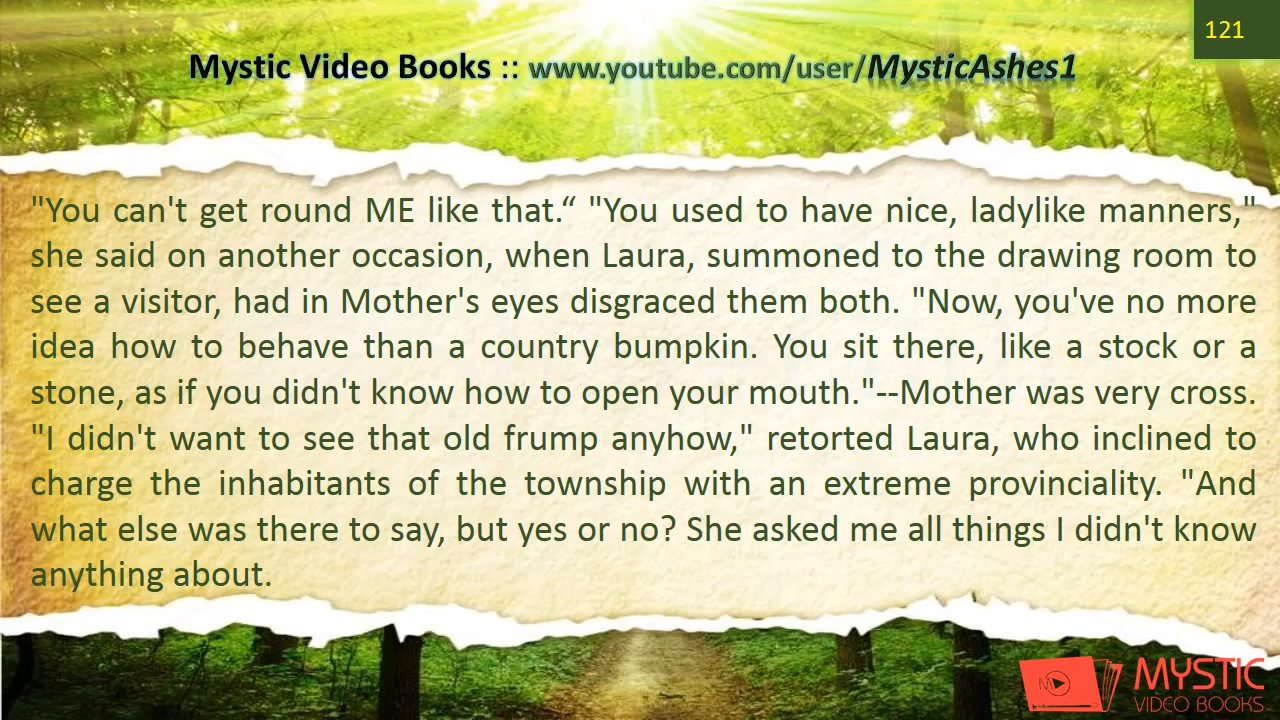 121
Mystic Video Books :: www.youtube.com/user/MysticAshes1
"You can't get round ME like that.“ "You used to have nice, ladylike manners,"
she said on another occasion, when Laura, summoned to the drawing room to
see a visitor, had in Mother's eyes disgraced them both. "Now, you've no more
idea how to behave than a country bumpkin. You sit there, like a stock or a
stone, as if you didn't know how to open your mouth."--Mother was very cross.
"I didn't want to see that old frump anyhow," retorted Laura, who inclined to
charge the inhabitants of the township with an extreme provinciality. "And
what else was there to say, but yes or no? She asked me all things I didn't know
anything about.
MYSTIC
VIDEO BOOKS